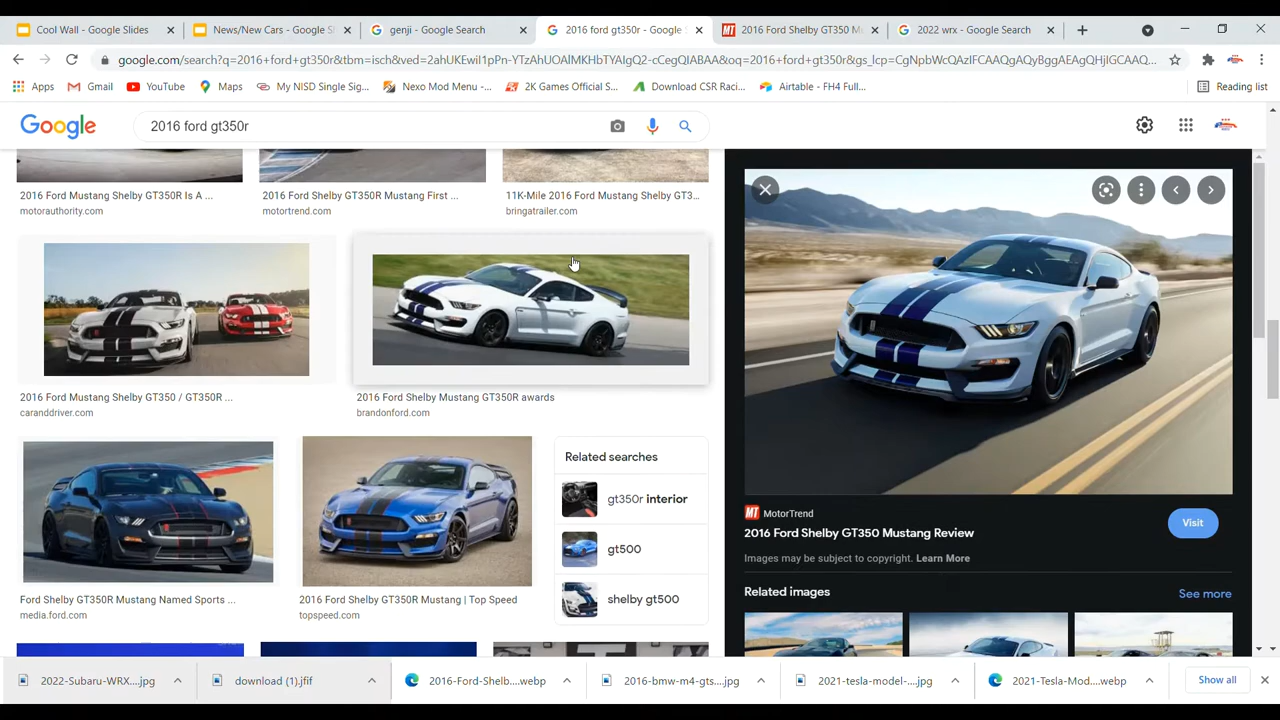 Cool Wall - Google Slides
News/New Cars - Google Sl
genji - Google Search
2016 ford gt350r - Google S
MT 2016 Ford Shelby GT350 M
2022 wrx - Google Search
google.com/search?q=2016+ford+gt350r&tbm=isch&ved=2ahUKEwiI1pPn-YTzAhUOAlMKHbTYAIgQ2-cCegQIABAA&oq=2016+ford+gt350r&gs_lcp=CgNpbWcQAzIFCAAQgAQyBggAEAgQHjIGCAAQ...
Apps
Gmail
YouTube
Maps
My NISD Single Sig...
Nexo Mod Menu -...
2K Games Official S...
Download CSR Raci...
Airtable - FH4 Full...
Reading list
Google
2016 ford gt350r
2016 Ford Mustang Shelby GT350R Is A ...
motorauthority.com
2016 Ford Shelby GT350R Mustang First ...
motortrend.com
11K-Mile 2016 Ford Mustang Shelby GT3...
bringatrailer.com
2016 Ford Mustang Shelby GT350 / GT350R ...
caranddriver.com
2016 Ford Shelby Mustang GT350R awards
brandonford.com
Ford Shelby GT350R Mustang Named Sports ...
media.ford.com
2016 Ford Shelby GT350R Mustang | Top Speed
topspeed.com
Related searches
gt350r interior
gt500
shelby gt500
MT MotorTrend
2016 Ford Shelby GT350 Mustang Review
Visit
Images may be subject to copyright. Learn More
Related images
See more
2022-Subaru-WRX....jpg
download (1).jfif
2016-Ford-Shelb....webp
2016-bmw-m4-gts....jpg
2021-tesla-model-....jpg
2021-Tesla-Mod....webp
Show all